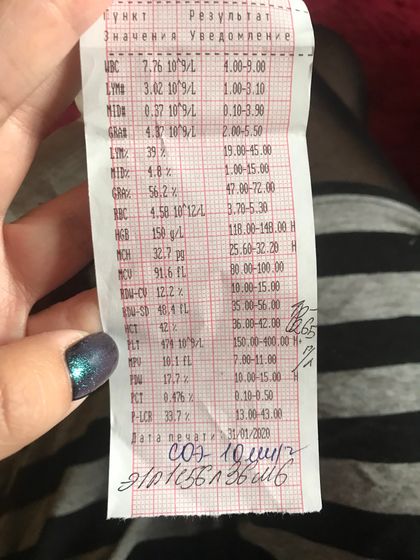 Пункт Результат
Значения Уведомление
WBC 7.76 10^9/L 4.00-9.00
LYM# 3.02 10^9/L 1.00-3.10
MID# 0.37 10^9/L 0.10-3.90
GRA# 4.37 10^9/L 2.00-5.50
LYM% 39 % 19.00-45.00
MID% 4.8 % 1.00-15.00
GRA% 56.2 % 47.00-72.00
RBC 4.58 10^12/L 3.70-5.30
HGB 150 g/L 118.00-148.00 H
MCH 32.7 pg 25.60-32.20 H
MCV 91.6 fL 80.00-100.00
RDW-CV 12.2 % 10.00-15.00
RDW-SD 48.4 fL 35.00-56.00
HCT 42 % 36.00-42.00
PLT 474 10^9/L 150.00-400.00 H+
MPV 10.1 fL 7.00-11.00
PDW 17.7 % 10.00-15.00 H
PCT 0.476 % 0.10-0.50
P-LCR 33.7 % 13.00-43.00
Дата печати: 31/01/2020
СОЭ 10 мм/г
Э1п1с56л36м6